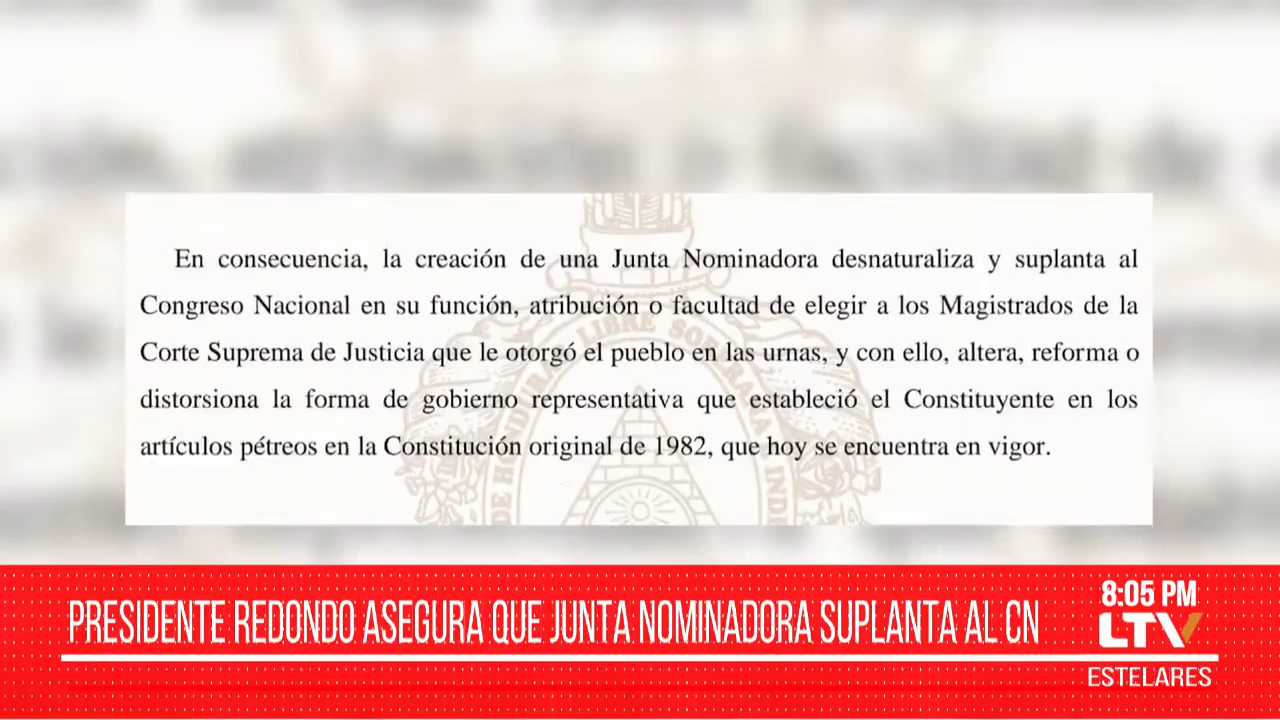 En consecuencia, la creación de una Junta Nominadora desnaturaliza y suplanta al
Congreso Nacional en su función, atribución o facultad de elegir a los Magistrados de la
Corte Suprema de Justicia que le otorgó el pueblo en las urnas, y con ello, altera, reforma o
distorsiona la forma de gobierno representativa que estableció el Constituyente en los
artículos pétreos en la Constitución original de 1982, que hoy se encuentra en vigor.
PRESIDENTE REDONDO ASEGURA QUE JUNTA NOMINADORA SUPLANTA AL CN
8:05 PM
LTV
ESTELARES